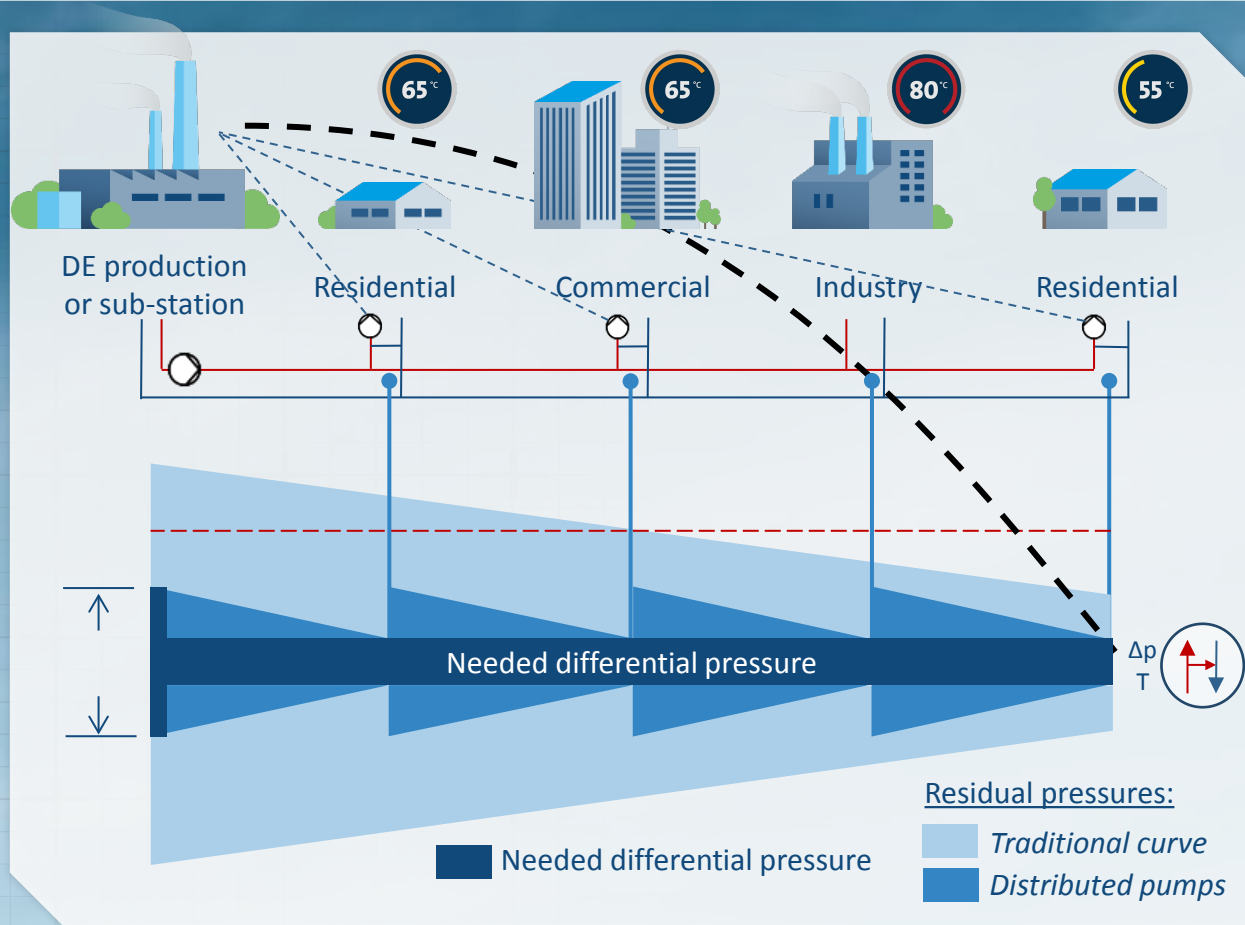 65 °C
65 °C
80 °C
55 °C
DE production
or sub-station
Residential
Commercial
Industry
Residential
Needed differential pressure
Δp
T
Residual pressures:
Needed differential pressure
Traditional curve
Distributed pumps